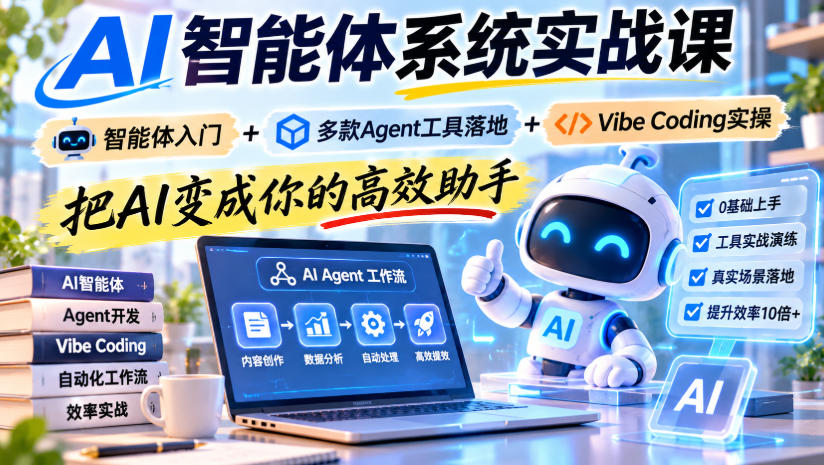 AI智能体系统实战课
智能体入门 + 多款Agent工具落地 + </> Vibe Coding实操
把AI变成你的高效助手
AI智能体
Agent开发
Vibe Coding
自动化工作流
效率实战
AI Agent 工作流
内容创作 数据分析 自动处理 高效提效
AI
0基础上手
工具实战演练
真实场景落地
提升效率10倍+
AI